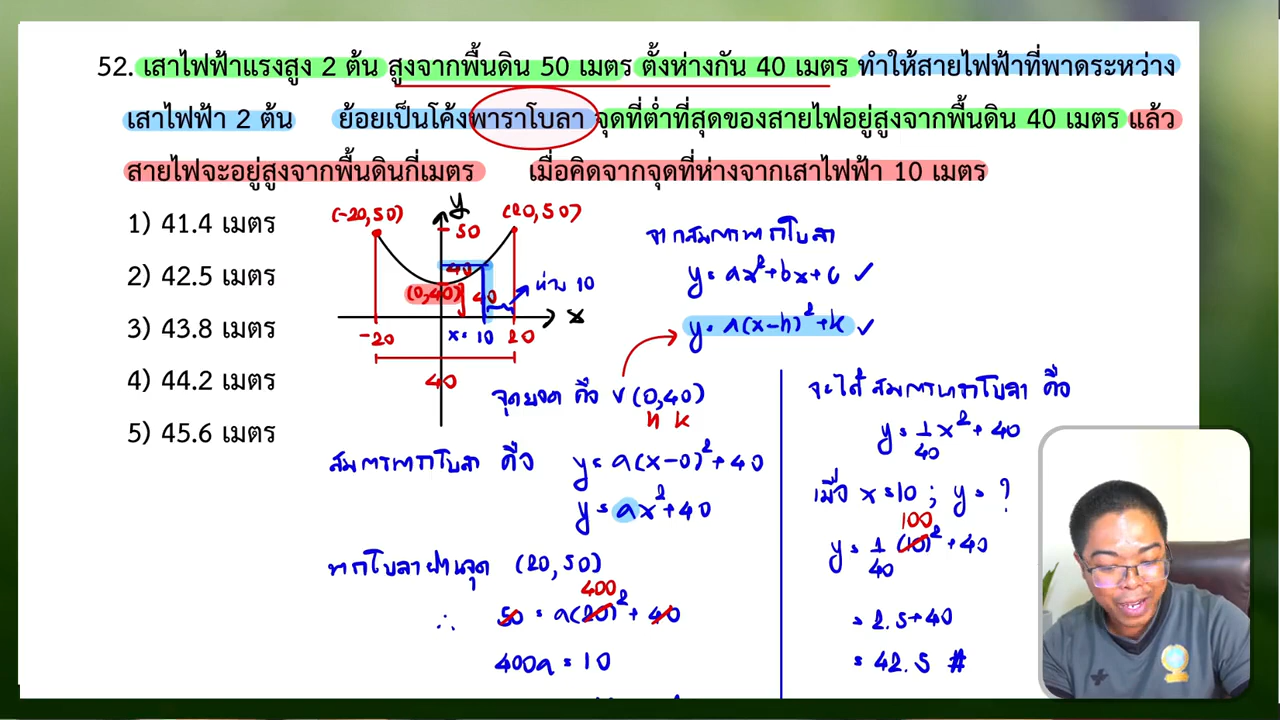 52. เสาไฟฟ้าแรงสูง 2 ต้น สูงจากพื้นดิน 50 เมตร ตั้งห่างกัน 40 เมตร ทำให้สายไฟฟ้าที่พาดระหว่าง
เสาไฟฟ้า 2 ต้น ย้อยเป็นโค้งพาราโบลา จุดที่ต่ำที่สุดของสายไฟอยู่สูงจากพื้นดิน 40 เมตร แล้ว
สายไฟจะอยู่สูงจากพื้นดินกี่เมตร เมื่อคิดจากจุดที่ห่างจากเสาไฟฟ้า 10 เมตร
1) 41.4 เมตร
2) 42.5 เมตร
3) 43.8 เมตร
4) 44.2 เมตร
5) 45.6 เมตร
(-20,50)
y
(20,50)
50
40
(0,40)
40
ห่าง 10
x
-20
x = 10
20
40
จากสมการพาราโบลา
y = ax²+bx+c ✓
y = a(x-h)²+k ✓
จุดยอด คือ V(0,40)
h k
สมการพาราโบลา คือ y = a(x-0)²+40
y = ax²+40
พาราโบลาผ่านจุด (20,50)
400
∴ 50 = a(20)²+40
400a = 10
จะได้ สมการพาราโบลา คือ
y = 1/40 x²+40
เมื่อ x=10 ; y = ?
100
y = 1/40 (10)²+40
= 2.5+40
= 42.5 #